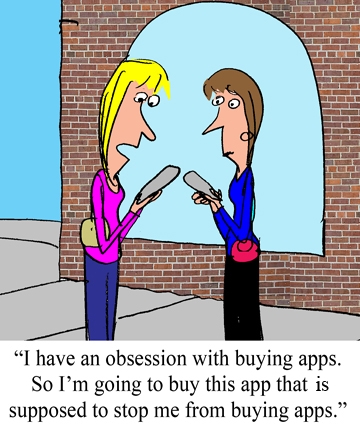 “I have an obsession with buying apps.
So I’m going to buy this app that is
supposed to stop me from buying apps.”